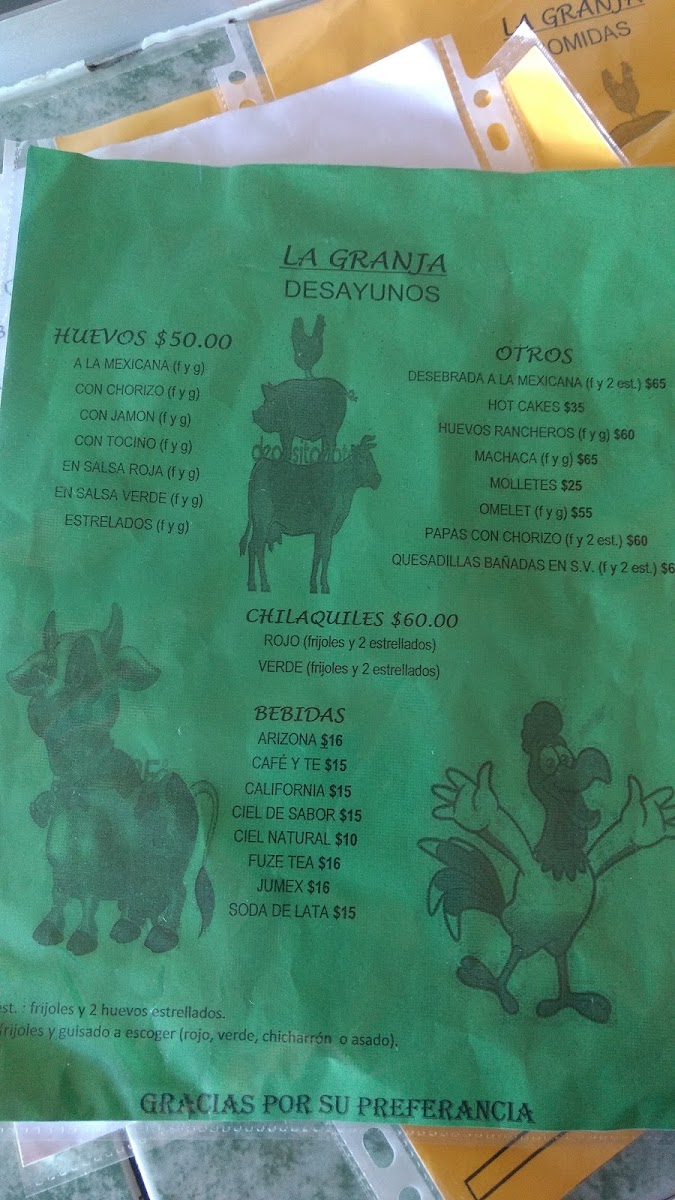 LA GRANJA
OMIDAS
LA GRANJA
DESAYUNOS
HUEVOS $50.00
A LA MEXICANA (f y g)
CON CHORIZO (f y g)
CON JAMON (f y g)
CON TOCINO (f y g)
EN SALSA ROJA (f y g)
EN SALSA VERDE (f y g)
ESTRELADOS (f y g)
OTROS
DESEBRADA A LA MEXICANA (f y 2 est.) $65
HOT CAKES $35
HUEVOS RANCHEROS (f y g) $60
MACHACA (f y g) $65
MOLLETES $25
OMELET (f y g) $55
PAPAS CON CHORIZO (f y 2 est.) $60
QUESADILLAS BAÑADAS EN S.V. (f y 2 est.) $6
CHILAQUILES $60.00
ROJO (frijoles y 2 estrellados)
VERDE (frijoles y 2 estrellados)
BEBIDAS
ARIZONA $16
CAFÉ Y TE $15
CALIFORNIA $15
CIEL DE SABOR $15
CIEL NATURAL $10
FUZE TEA $16
JUMEX $16
SODA DE LATA $15
est. : frijoles y 2 huevos estrellados.
frijoles y guisado a escoger (rojo, verde, chicharrón o asado).
GRACIAS POR SU PREFERANCIA